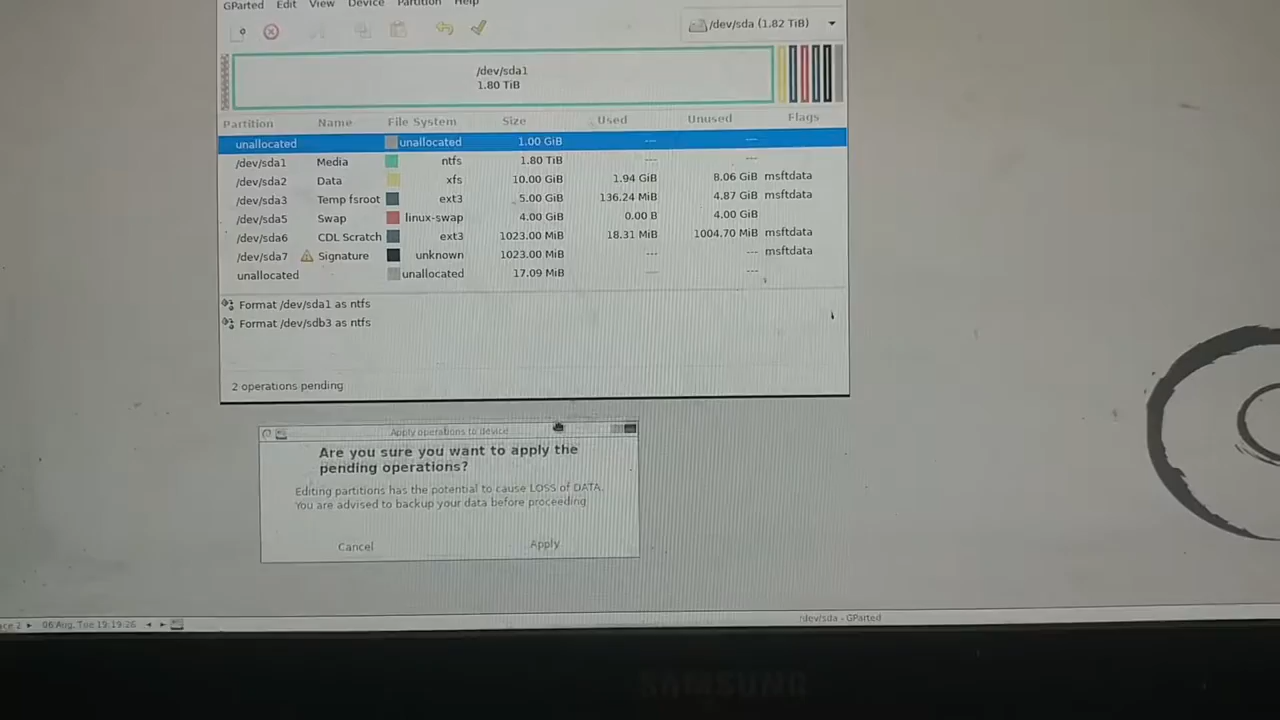 GParted Edit View Device Partition Help
/dev/sda (1.82 TiB)
/dev/sda1
1.80 TiB
Partition Name File System Size Used Unused Flags
unallocated unallocated 1.00 GiB --- ---
/dev/sda1 Media ntfs 1.80 TiB --- ---
/dev/sda2 Data xfs 10.00 GiB 1.94 GiB 8.06 GiB msftdata
/dev/sda3 Temp fsroot ext3 5.00 GiB 136.24 MiB 4.87 GiB msftdata
/dev/sda5 Swap linux-swap 4.00 GiB 0.00 B 4.00 GiB
/dev/sda6 CDL Scratch ext3 1023.00 MiB 18.31 MiB 1004.70 MiB msftdata
/dev/sda7 Signature unknown 1023.00 MiB --- --- msftdata
unallocated unallocated 17.09 MiB --- ---
Format /dev/sda1 as ntfs
Format /dev/sdb3 as ntfs
2 operations pending
Apply operations to device
Are you sure you want to apply the
pending operations?
Editing partitions has the potential to cause LOSS of DATA.
You are advised to backup your data before proceeding
Cancel Apply
06 Aug, Tue 19:19:26 /dev/sda - GParted
SAMSUNG